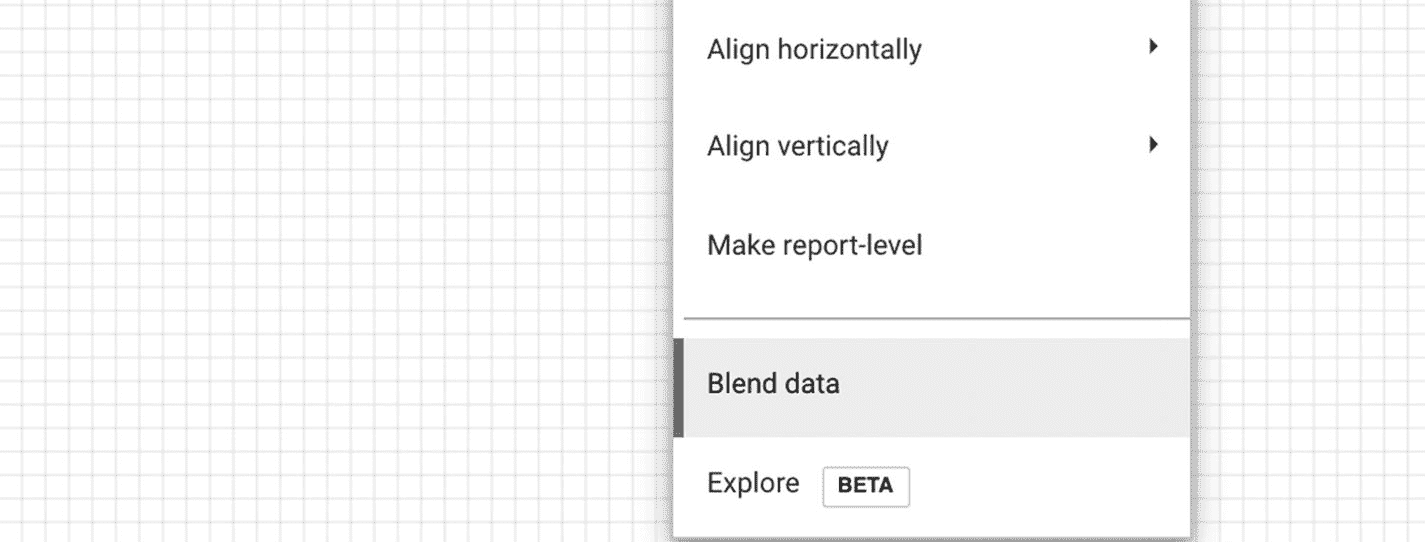 Align horizontally
Align vertically
Make report-level
Blend data
Explore BETA